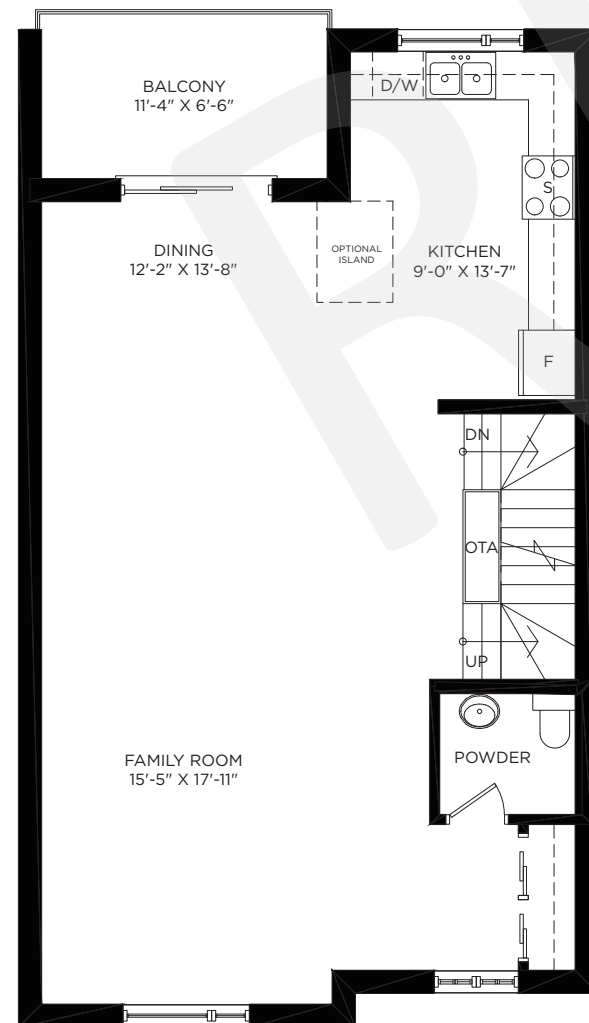 BALCONY
11'-4" X 6'-6"
D/W
S
DINING
12'-2" X 13'-8"
OPTIONAL
ISLAND
KITCHEN
9'-0" X 13'-7"
F
DN
OTA
UP
POWDER
FAMILY ROOM
15'-5" X 17'-11"